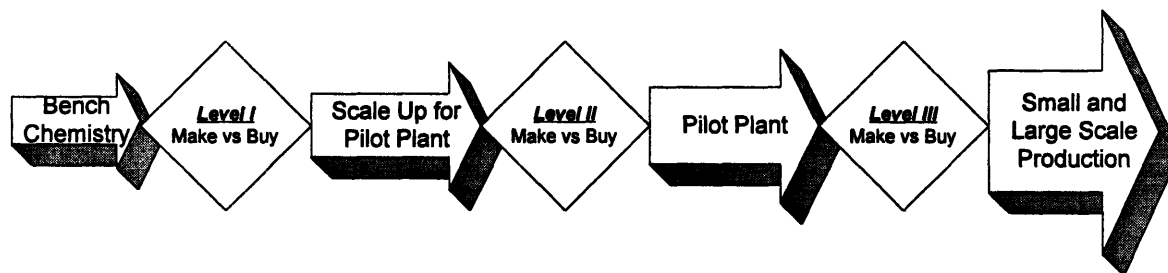 Bench
Chemistry
Level I
Make vs Buy
Scale Up for
Pilot Plant
Level II
Make vs Buy
Pilot Plant
Level III
Make vs Buy
Small and
Large Scale
Production